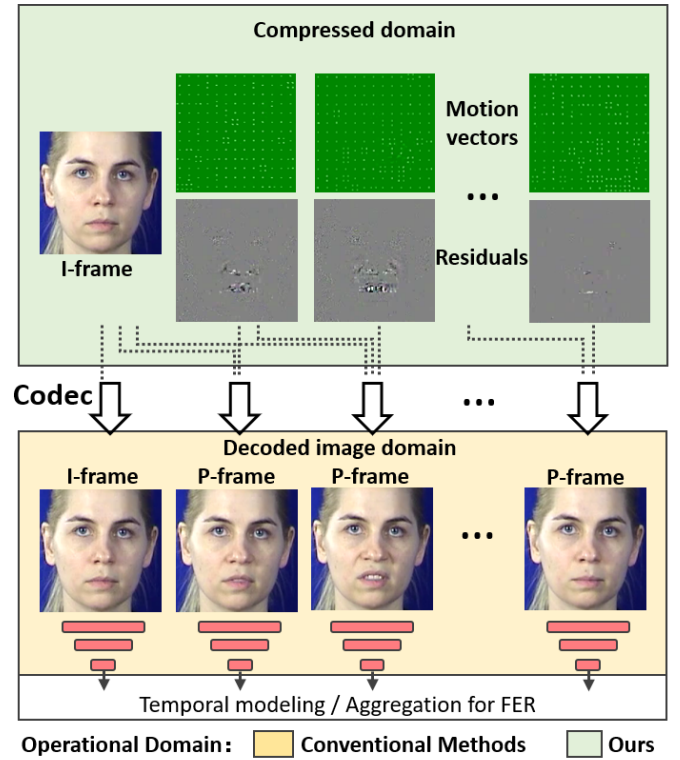 Compressed domain
Motion
vectors
...
I-frame
Residuals
Codec
...
Decoded image domain
I-frame P-frame P-frame P-frame
...
Temporal modeling / Aggregation for FER
Operational Domain: Conventional Methods Ours